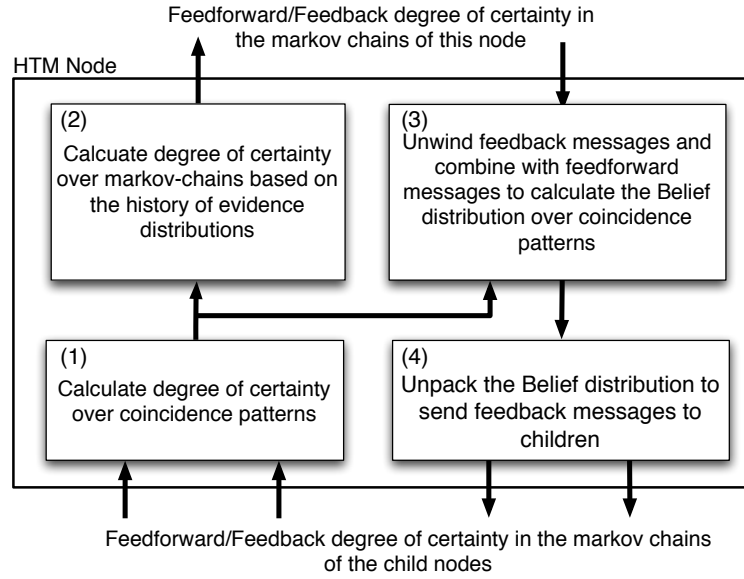 Feedforward/Feedback degree of certainty in
the markov chains of this node
HTM Node
(2)
Calcuate degree of certainty
over markov-chains based on
the history of evidence
distributions
(3)
Unwind feedback messages and
combine with feedforward
messages to calculate the Belief
distribution over coincidence
patterns
(1)
Calculate degree of certainty
over coincidence patterns
(4)
Unpack the Belief distribution to
send feedback messages to
children
Feedforward/Feedback degree of certainty in the markov chains
of the child nodes